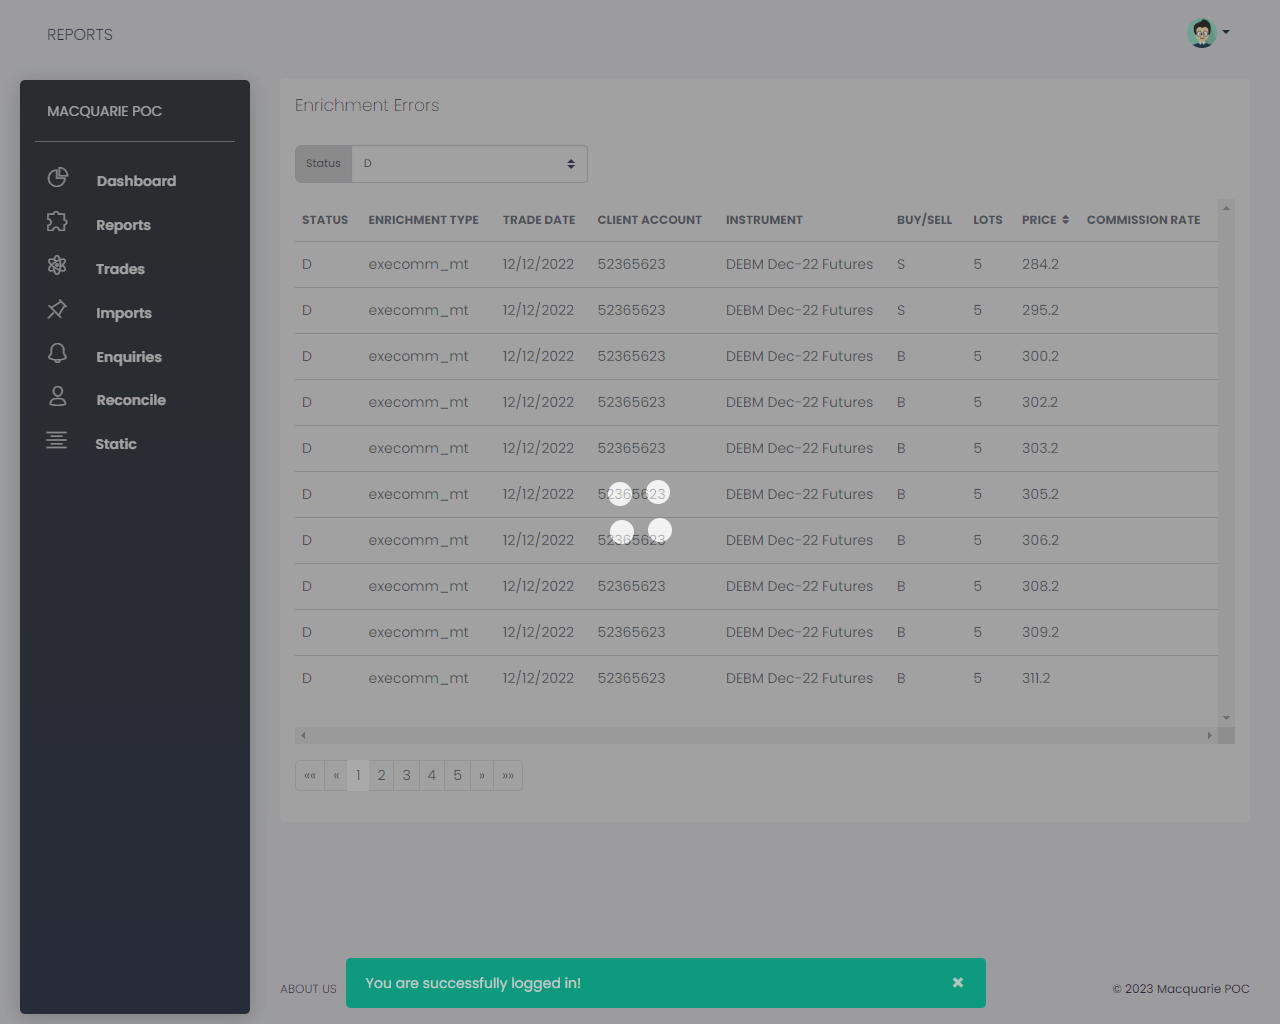 REPORTS
MACQUARIE POC
Dashboard
Reports
Trades
Imports
Enquiries
Reconcile
Static
Enrichment Errors
Status D
STATUS ENRICHMENT TYPE TRADE DATE CLIENT ACCOUNT INSTRUMENT BUY/SELL LOTS PRICE COMMISSION RATE
D execomm_mt 12/12/2022 52365623 DEBM Dec-22 Futures S 5 284.2
D execomm_mt 12/12/2022 52365623 DEBM Dec-22 Futures S 5 295.2
D execomm_mt 12/12/2022 52365623 DEBM Dec-22 Futures B 5 300.2
D execomm_mt 12/12/2022 52365623 DEBM Dec-22 Futures B 5 302.2
D execomm_mt 12/12/2022 52365623 DEBM Dec-22 Futures B 5 303.2
D execomm_mt 12/12/2022 52365623 DEBM Dec-22 Futures B 5 305.2
D execomm_mt 12/12/2022 52365623 DEBM Dec-22 Futures B 5 306.2
D execomm_mt 12/12/2022 52365623 DEBM Dec-22 Futures B 5 308.2
D execomm_mt 12/12/2022 52365623 DEBM Dec-22 Futures B 5 309.2
D execomm_mt 12/12/2022 52365623 DEBM Dec-22 Futures B 5 311.2
«« « 1 2 3 4 5 » »»
You are successfully logged in! ×
ABOUT US © 2023 Macquarie POC